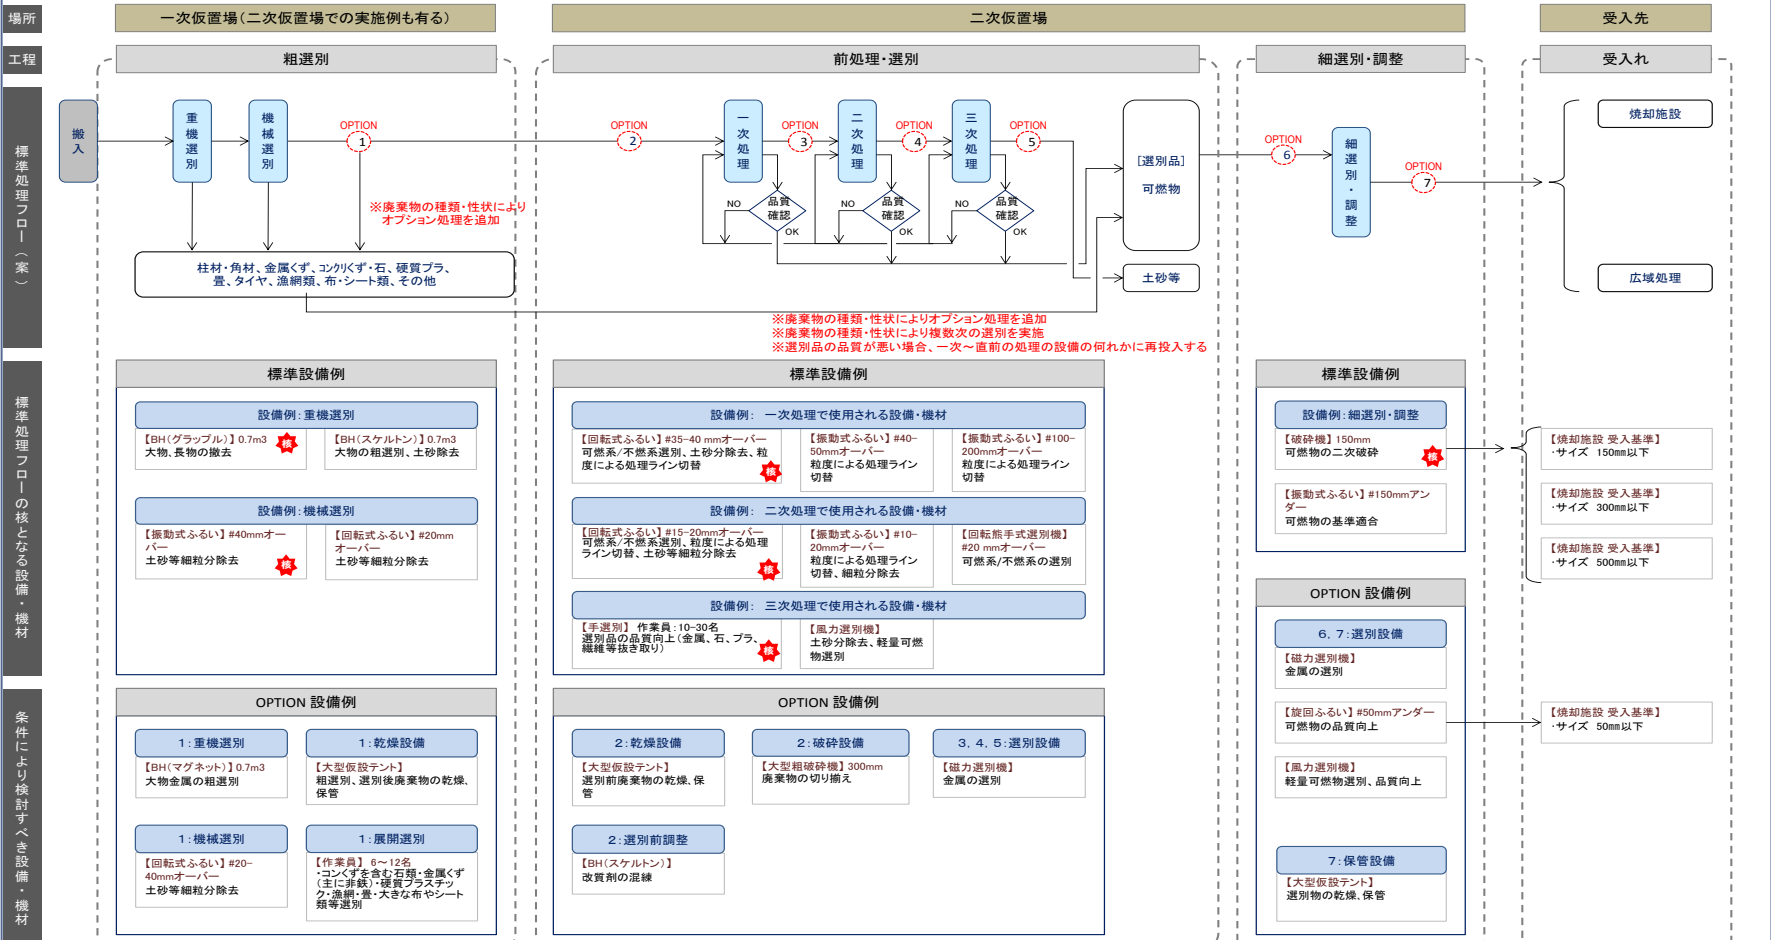 場所
一次仮置場(二次仮置場での実施例も有る)
二次仮置場
受入先
工程
粗選別
前処理・選別
細選別・調整
受入れ
標準処理フロー(案)
搬入
重機選別
機械選別
OPTION
1
OPTION
2
一次処理
OPTION
3
二次処理
OPTION
4
三次処理
OPTION
5
[選別品]
可燃物
OPTION
6
細選別・調整
OPTION
7
焼却施設
広域処理
※廃棄物の種類・性状により
オプション処理を追加
NO
品質
確認
OK
NO
品質
確認
OK
NO
品質
確認
OK
柱材・角材、金属くず、コンクリくず・石、硬質プラ、
畳、タイヤ、漁網類、布・シート類、その他
土砂等
※廃棄物の種類・性状によりオプション処理を追加
※廃棄物の種類・性状により複数次の選別を実施
※選別品の品質が悪い場合、一次～直前の処理の設備の何れかに再投入する
標準処理フローの核となる設備・機材
標準設備例
設備例:重機選別
【BH(グラップル)】0.7m3
大物、長物の撤去
核
【BH(スケルトン)】0.7m3
大物の粗選別、土砂除去
設備例:機械選別
【振動式ふるい】#40mmオー
バー
土砂等細粒分除去
核
【回転式ふるい】#20mm
オーバー
土砂等細粒分除去
標準設備例
設備例: 一次処理で使用される設備・機材
【回転式ふるい】#35-40 mmオーバー
可燃系/不燃系選別、土砂分除去、粒
度による処理ライン切替
核
【振動式ふるい】#40-
50mmオーバー
粒度による処理ライン
切替
【振動式ふるい】#100-
200mmオーバー
粒度による処理ライン
切替
設備例: 二次処理で使用される設備・機材
【回転式ふるい】#15-20mmオーバー
可燃系/不燃系選別、粒度による処理
ライン切替、土砂等細粒分除去
核
【振動式ふるい】#10-
20mmオーバー
粒度による処理ライン
切替、細粒分除去
【回転熊手式選別機】
#20 mmオーバー
可燃系/不燃系の選別
設備例: 三次処理で使用される設備・機材
【手選別】 作業員:10-30名
選別品の品質向上(金属、石、プラ、
繊維等抜き取り)
核
【風力選別機】
土砂分除去、軽量可燃
物選別
標準設備例
設備例:細選別・調整
【破砕機】150mm
可燃物の二次破砕
核
【振動式ふるい】#150mmアン
ダー
可燃物の基準適合
【焼却施設 受入基準】
・サイズ 150mm以下
【焼却施設 受入基準】
・サイズ 300mm以下
【焼却施設 受入基準】
・サイズ 500mm以下
条件により検討すべき設備・機材
OPTION 設備例
1:重機選別
【BH(マグネット)】0.7m3
大物金属の粗選別
1:乾燥設備
【大型仮設テント】
粗選別、選別後廃棄物の乾燥、
保管
1:機械選別
【回転式ふるい】#20-
40mmオーバー
土砂等細粒分除去
1:展開選別
【作業員】 6～12名
・コンくずを含む石類・金属くず
(主に非鉄)・硬質プラスチッ
ク・漁網・畳・大きな布やシート
類等選別
OPTION 設備例
2:乾燥設備
【大型仮設テント】
選別前廃棄物の乾燥、保
管
2:破砕設備
【大型粗破砕機】300mm
廃棄物の切り揃え
3, 4, 5:選別設備
【磁力選別機】
金属の選別
2:選別前調整
【BH(スケルトン)】
改質剤の混練
OPTION 設備例
6, 7:選別設備
【磁力選別機】
金属の選別
【旋回ふるい】#50mmアンダー
可燃物の品質向上
【風力選別機】
軽量可燃物選別、品質向上
7:保管設備
【大型仮設テント】
選別物の乾燥、保管
【焼却施設 受入基準】
・サイズ 50mm以下